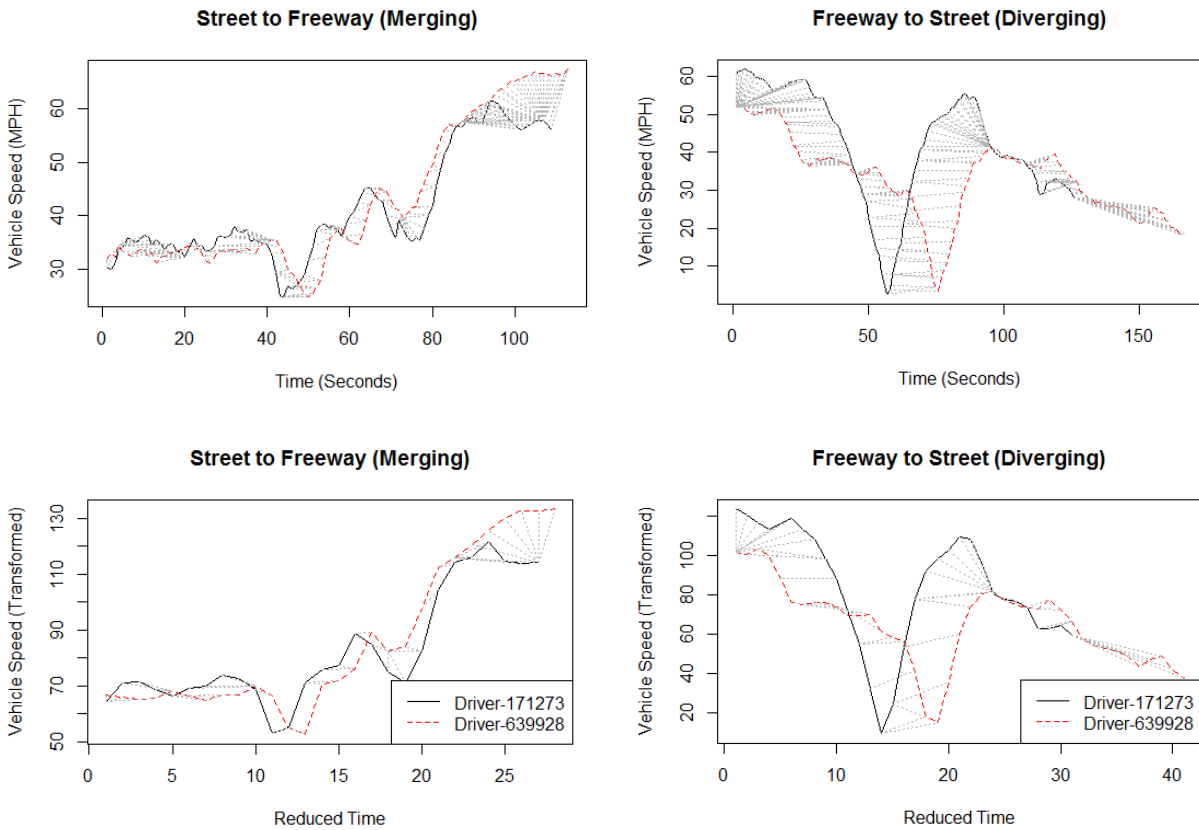 Street to Freeway (Merging)
Vehicle Speed (MPH)
30 40 50 60
0 20 40 60 80 100
Time (Seconds)
Freeway to Street (Diverging)
Vehicle Speed (MPH)
10 20 30 40 50 60
0 50 100 150
Time (Seconds)
Street to Freeway (Merging)
Vehicle Speed (Transformed)
50 70 90 110 130
0 5 10 15 20 25
Reduced Time
Driver-171273
Driver-639928
Freeway to Street (Diverging)
Vehicle Speed (Transformed)
20 40 60 80 100
0 10 20 30 40
Reduced Time
Driver-171273
Driver-639928